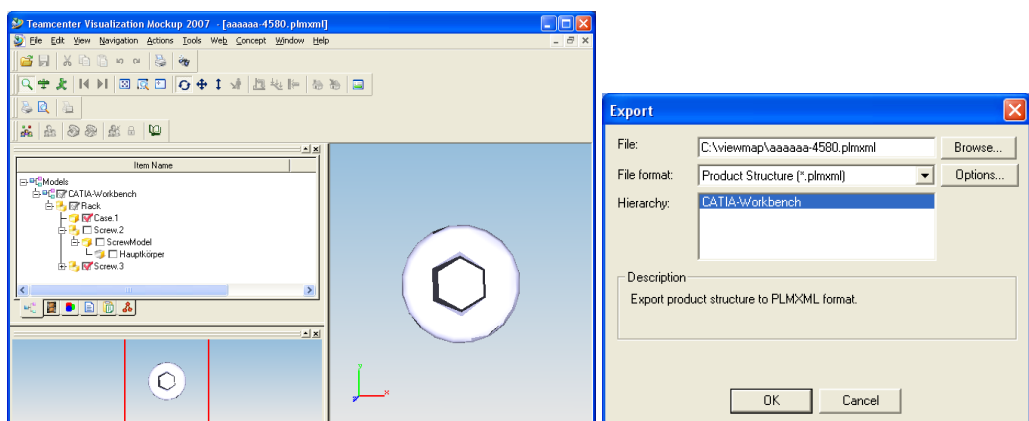 Teamcenter Visualization Mockup 2007 - [aaaaaa-4580.plmxml]
File Edit View Navigation Actions Tools Web Concept Window Help
Item Name
Models
CATIA-Workbench
Rack
Case.1
Screw.2
ScrewModel
Hauptkörper
Screw.3
Y
X
Z
Export
File: C:\viewmap\aaaaaa-4580.plmxml Browse...
File format: Product Structure (*.plmxml) Options...
Hierarchy: CATIA-Workbench
Description
Export product structure to PLMXML format.
OK Cancel